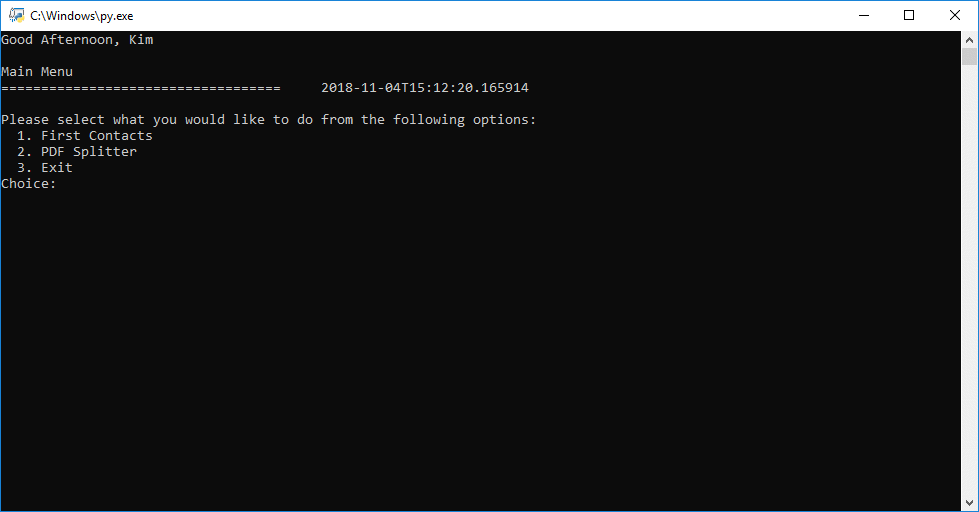 C:\Windows\py.exe
Good Afternoon, Kim
Main Menu
=================================== 2018-11-04T15:12:20.165914
Please select what you would like to do from the following options:
1. First Contacts
2. PDF Splitter
3. Exit
Choice: